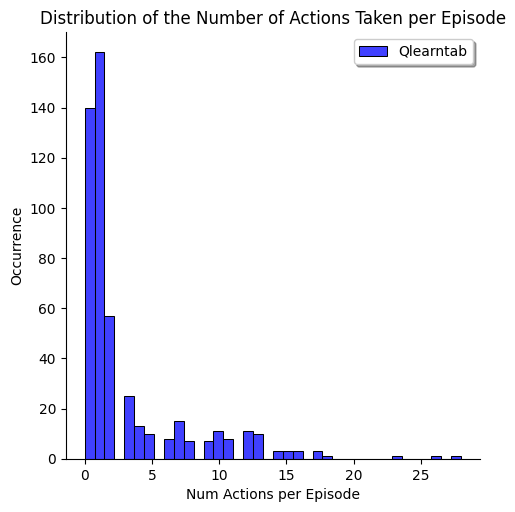 Distribution of the Number of Actions Taken per Episode
Qlearntab
160
140
120
100
80
60
40
20
0
Occurrence
0 5 10 15 20 25
Num Actions per Episode